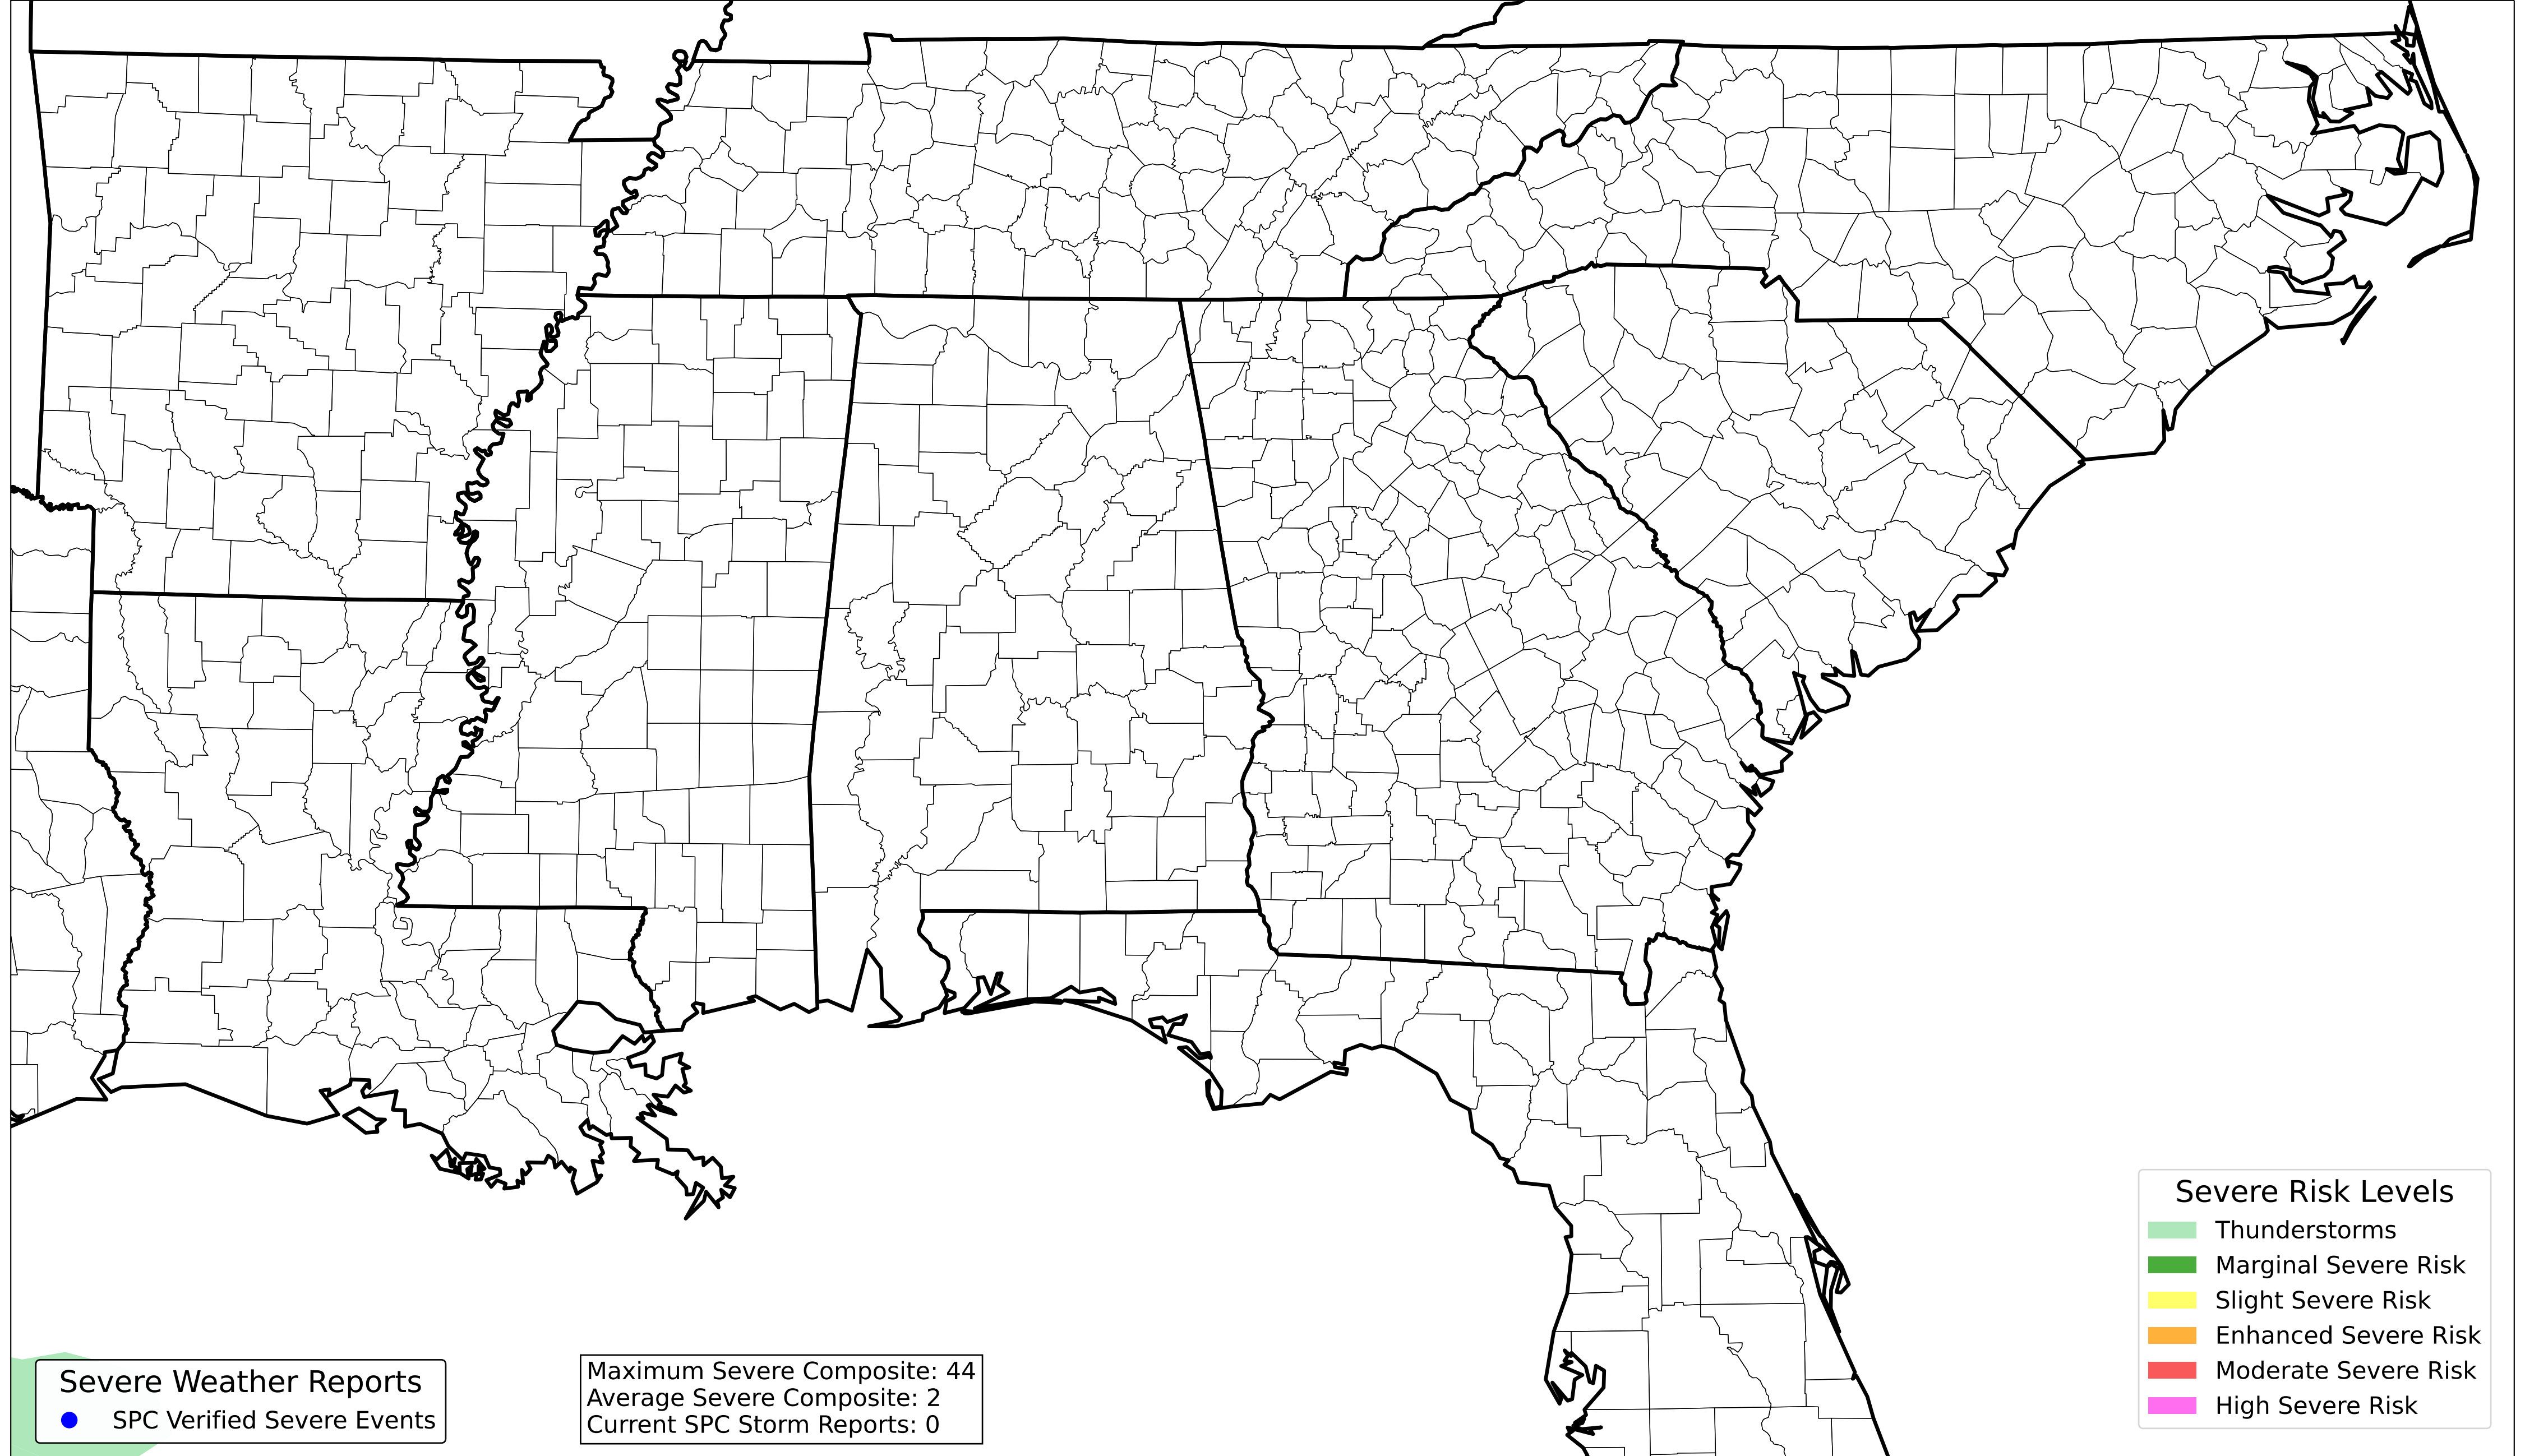 Severe Weather Reports
SPC Verified Severe Events
Maximum Severe Composite: 44
Average Severe Composite: 2
Current SPC Storm Reports: 0
Severe Risk Levels
Thunderstorms
Marginal Severe Risk
Slight Severe Risk
Enhanced Severe Risk
Moderate Severe Risk
High Severe Risk